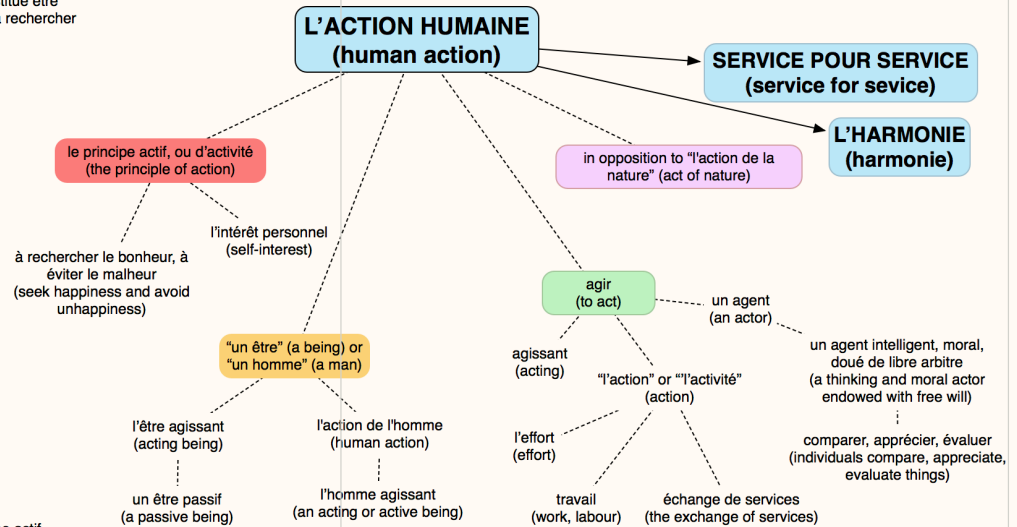 titue être
à rechercher
L'ACTION HUMAINE
(human action)
SERVICE POUR SERVICE
(service for sevice)
L'HARMONIE
(harmonie)
le principe actif, ou d'activité
(the principle of action)
in opposition to "l'action de la
nature" (act of nature)
l'intérêt personnel
(self-interest)
à rechercher le bonheur, à
éviter le malheur
(seek happiness and avoid
unhappiness)
agir
(to act)
un agent
(an actor)
"un être" (a being) or
"un homme" (a man)
agissant
(acting)
un agent intelligent, moral,
doué de libre arbitre
(a thinking and moral actor
endowed with free will)
"l'action" or "'l'activité"
(action)
l'être agissant
(acting being)
l'action de l'homme
(human action)
l'effort
(effort)
comparer, apprécier, évaluer
(individuals compare, appreciate,
evaluate things)
un être passif
(a passive being)
l'homme agissant
(an acting or active being)
travail
(work, labour)
échange de services
(the exchange of services)